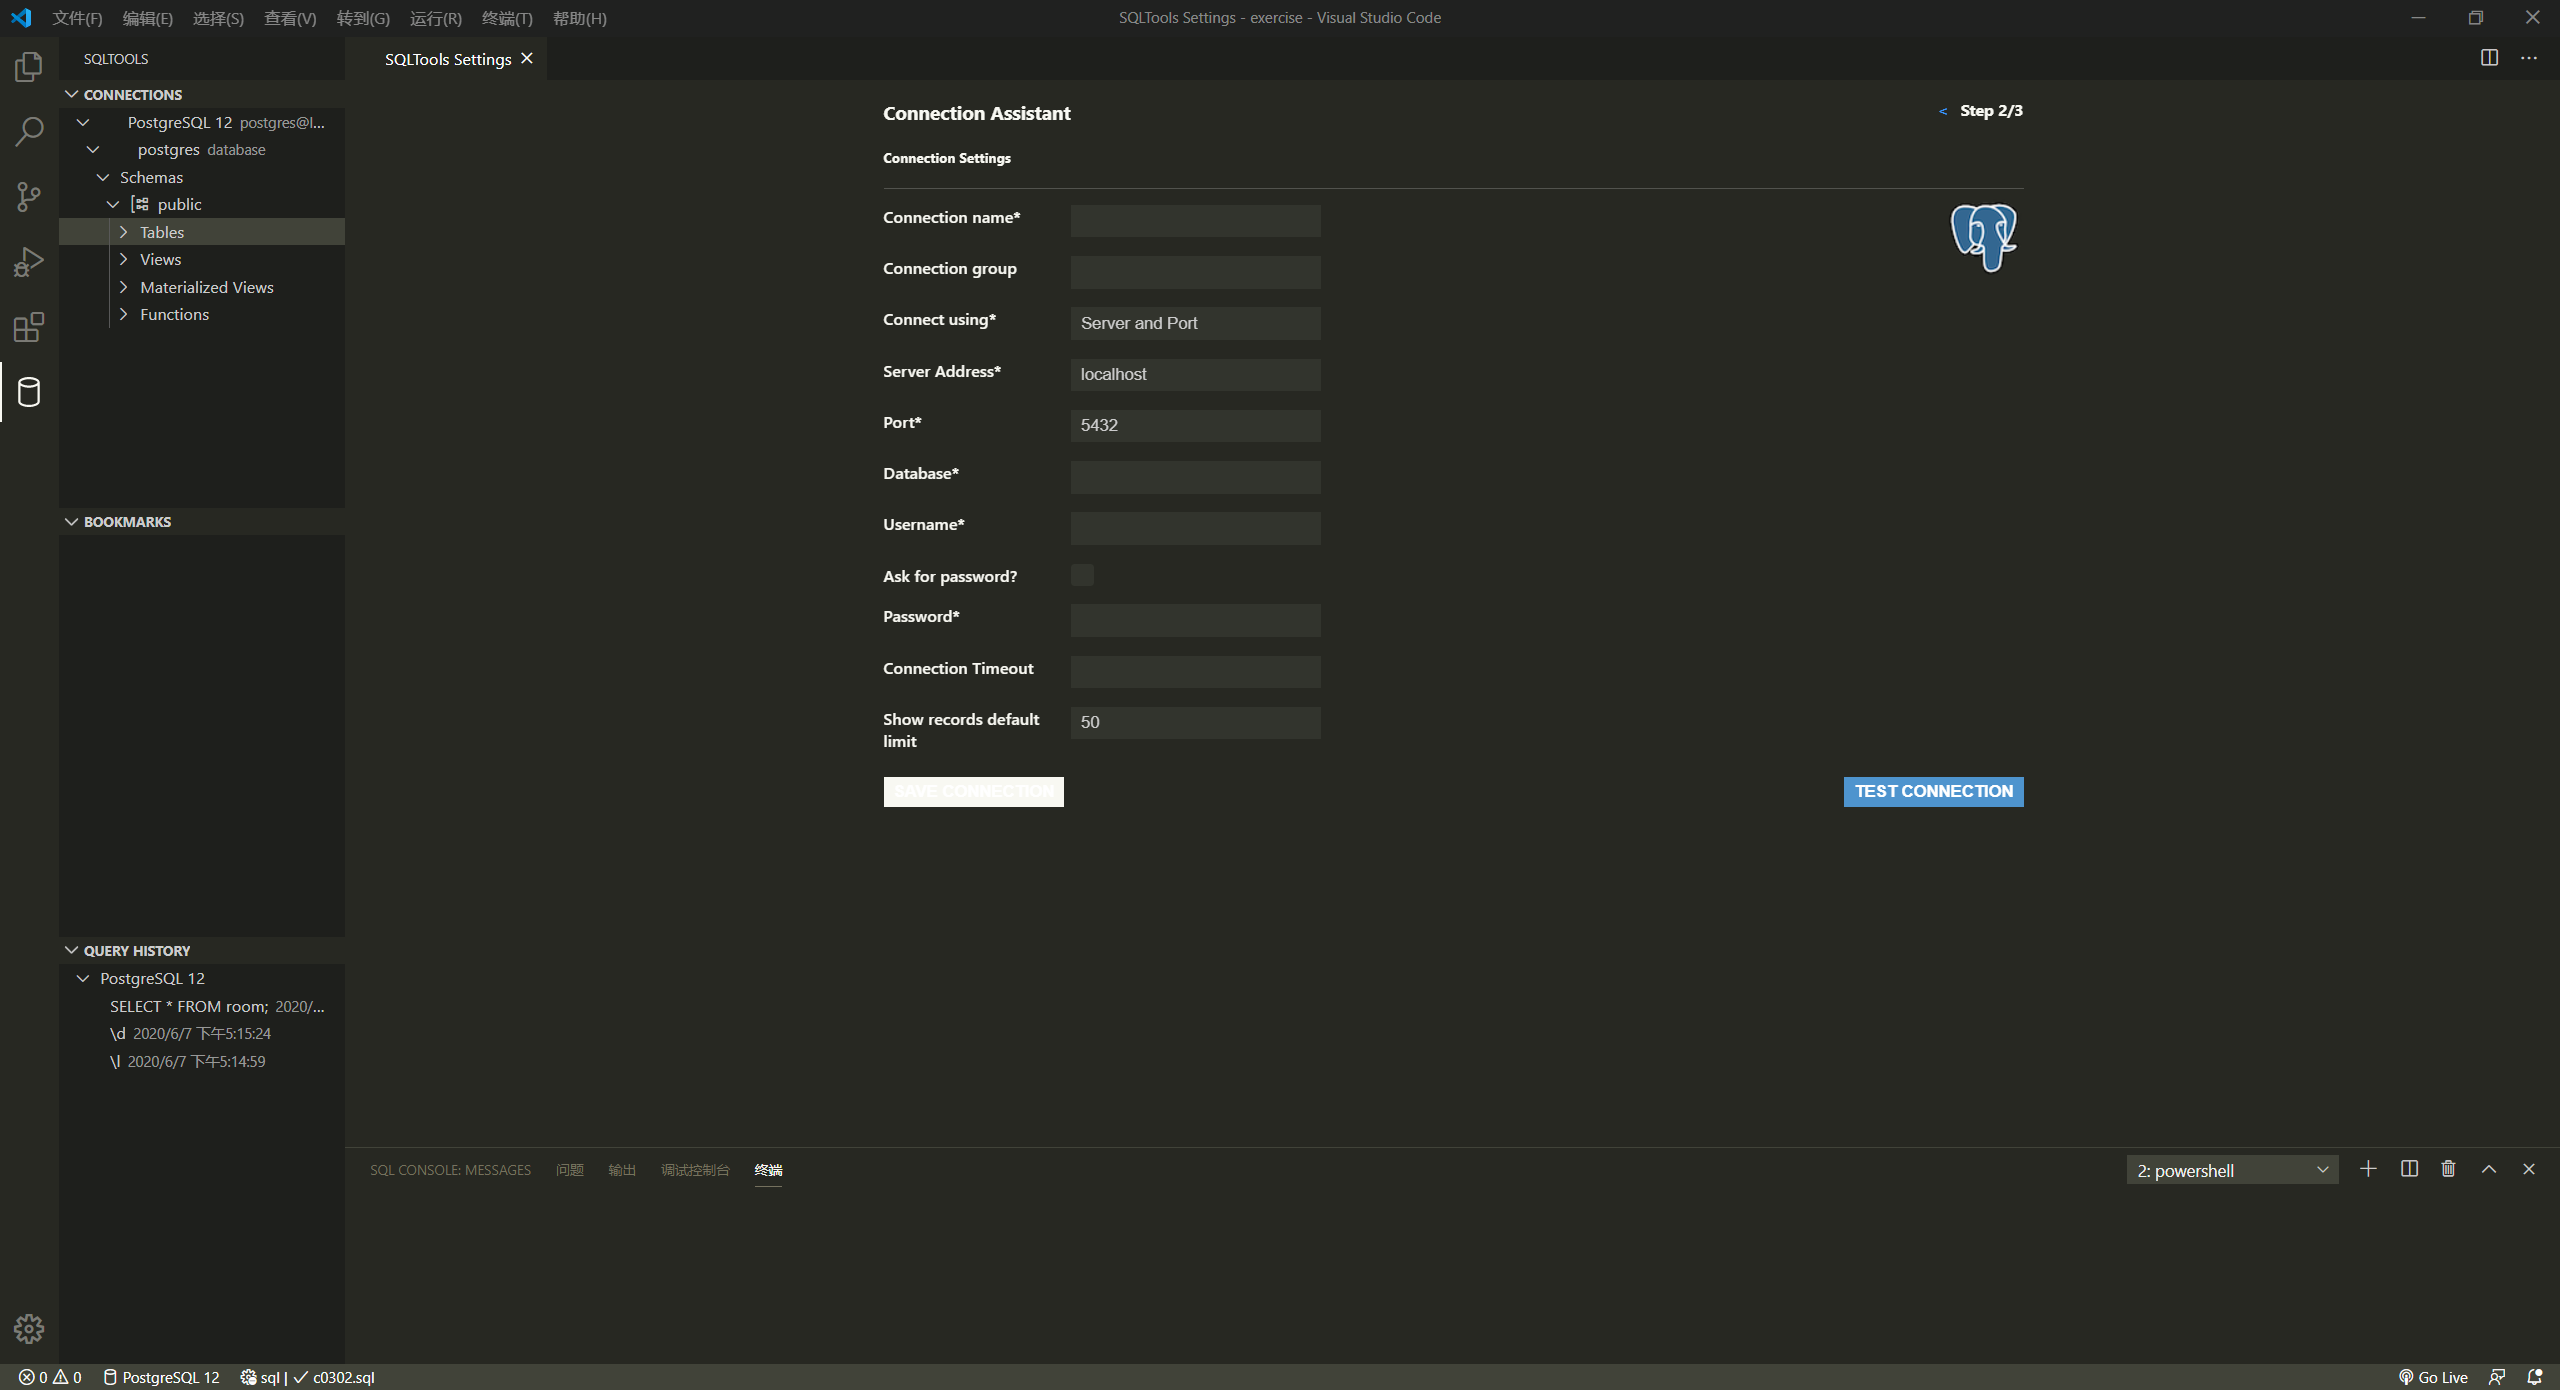 文件(F) 编辑(E) 选择(S) 查看(V) 转到(G) 运行(R) 终端(T) 帮助(H)
SQLTools Settings - exercise - Visual Studio Code
SQLTOOLS
SQLTools Settings
CONNECTIONS
PostgreSQL 12 postgres@l...
postgres database
Schemas
public
Tables
Views
Materialized Views
Functions
BOOKMARKS
QUERY HISTORY
PostgreSQL 12
SELECT * FROM room; 2020/...
\d 2020/6/7 下午5:15:24
\l 2020/6/7 下午5:14:59
Connection Assistant
< Step 2/3
Connection Settings
Connection name*
Connection group
Connect using* Server and Port
Server Address* localhost
Port* 5432
Database*
Username*
Ask for password?
Password*
Connection Timeout
Show records default
limit
50
SAVE CONNECTION
TEST CONNECTION
SQL CONSOLE: MESSAGES 问题 输出 调试控制台 终端
2: powershell
0 0 PostgreSQL 12 sql | c0302.sql
Go Live